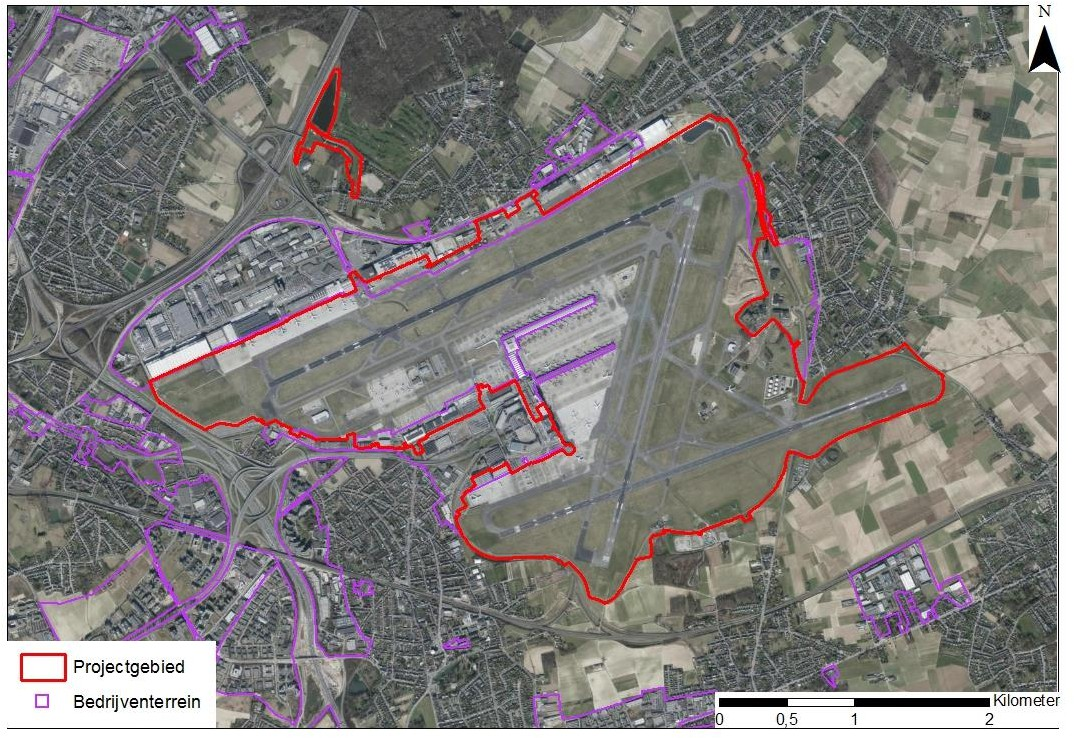 N
Projectgebied
Bedrijventerrein
Kilometer
0 0,5 1 2